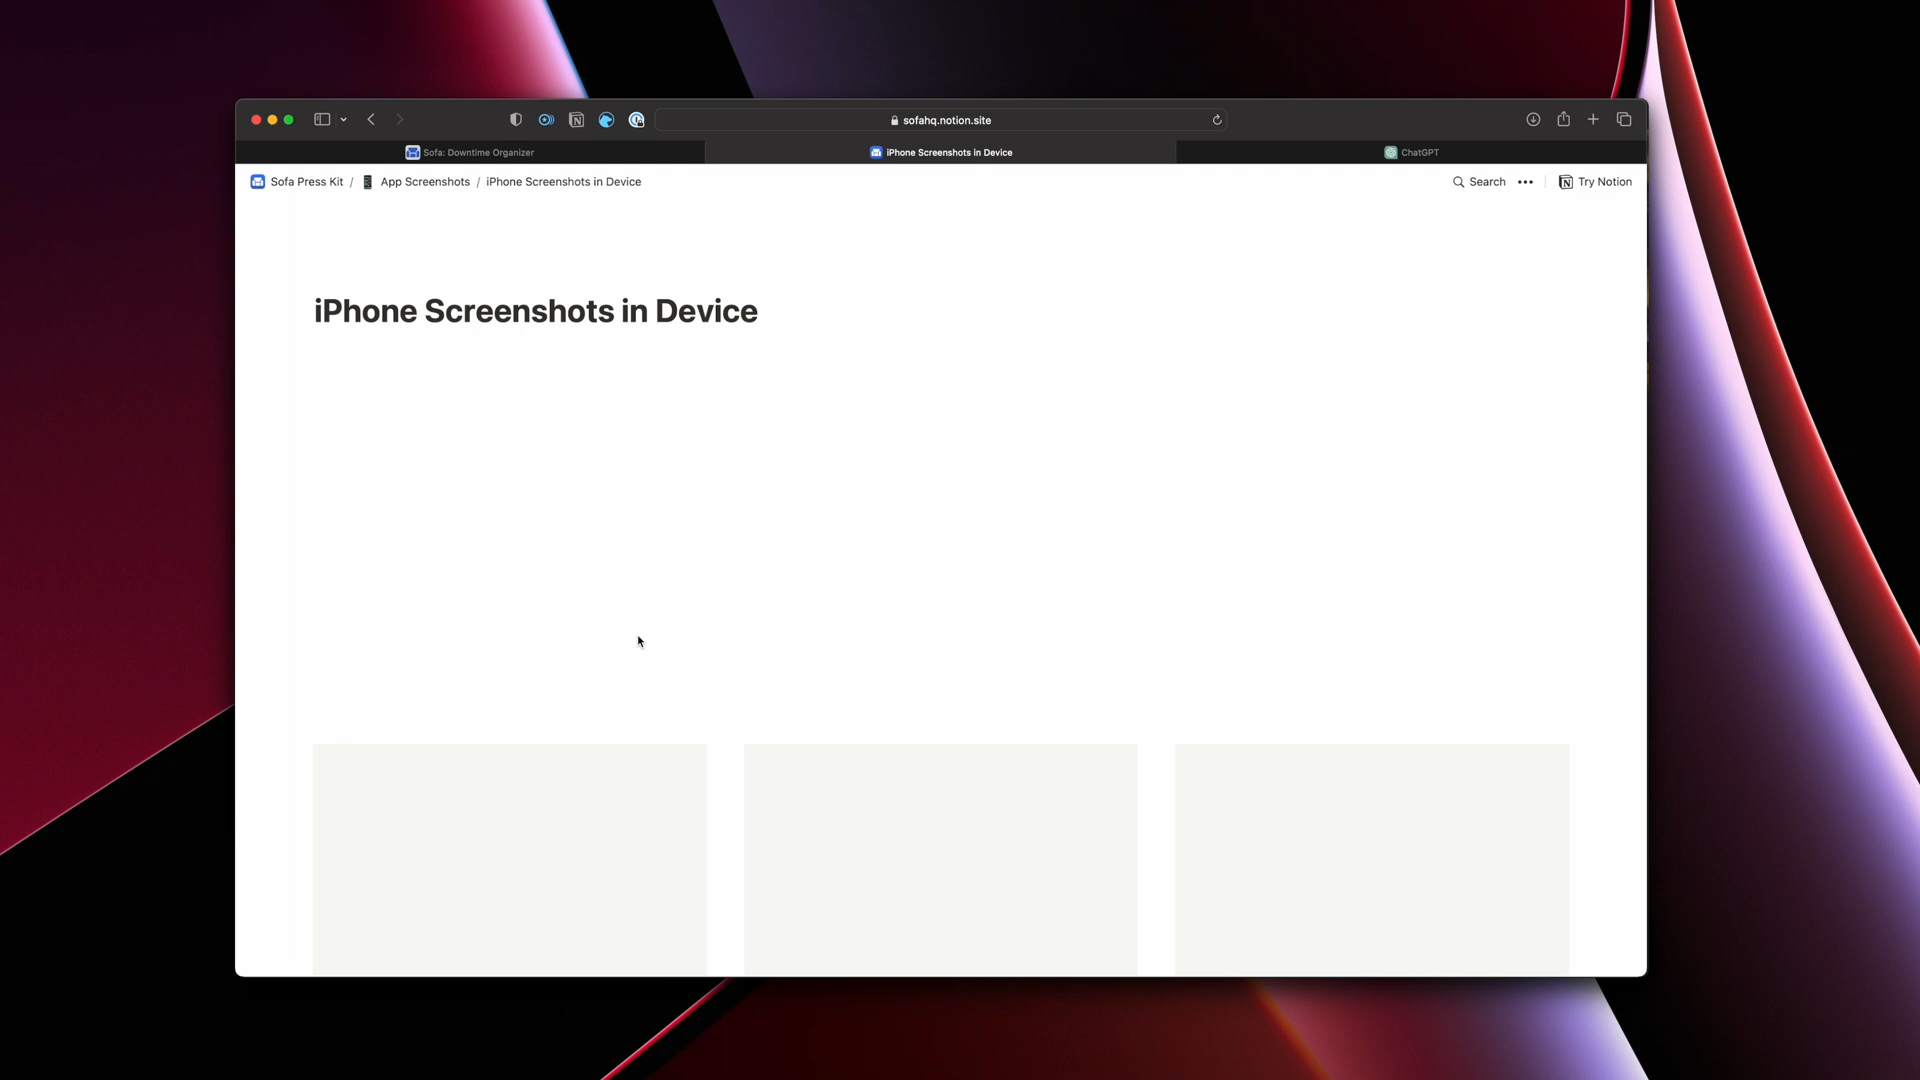 sofahq.notion.site
Sofa: Downtime Organizer
iPhone Screenshots in Device
ChatGPT
Sofa Press Kit / App Screenshots / iPhone Screenshots in Device
Search
Try Notion
iPhone Screenshots in Device